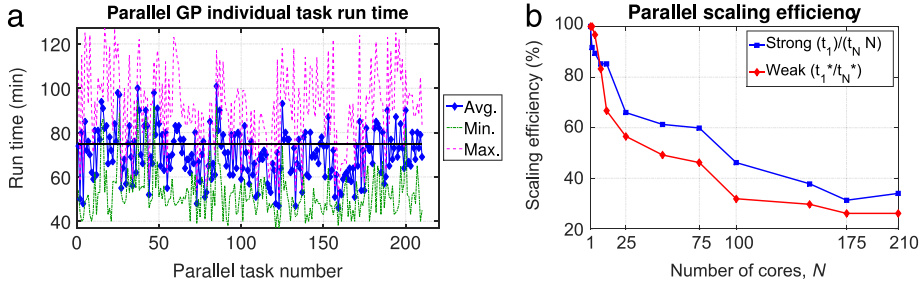 a
Parallel GP individual task run time
Run time (min)
120
100
80
60
40
0
50
100
150
200
Parallel task number
Avg.
Min.
Max.
b
Parallel scaling efficiency
Scaling efficiency (%)
100
80
60
40
20
1
25
75
100
175
210
Number of cores, N
Strong (t₁)/(t_N N)
Weak (t₁*/t_N*)